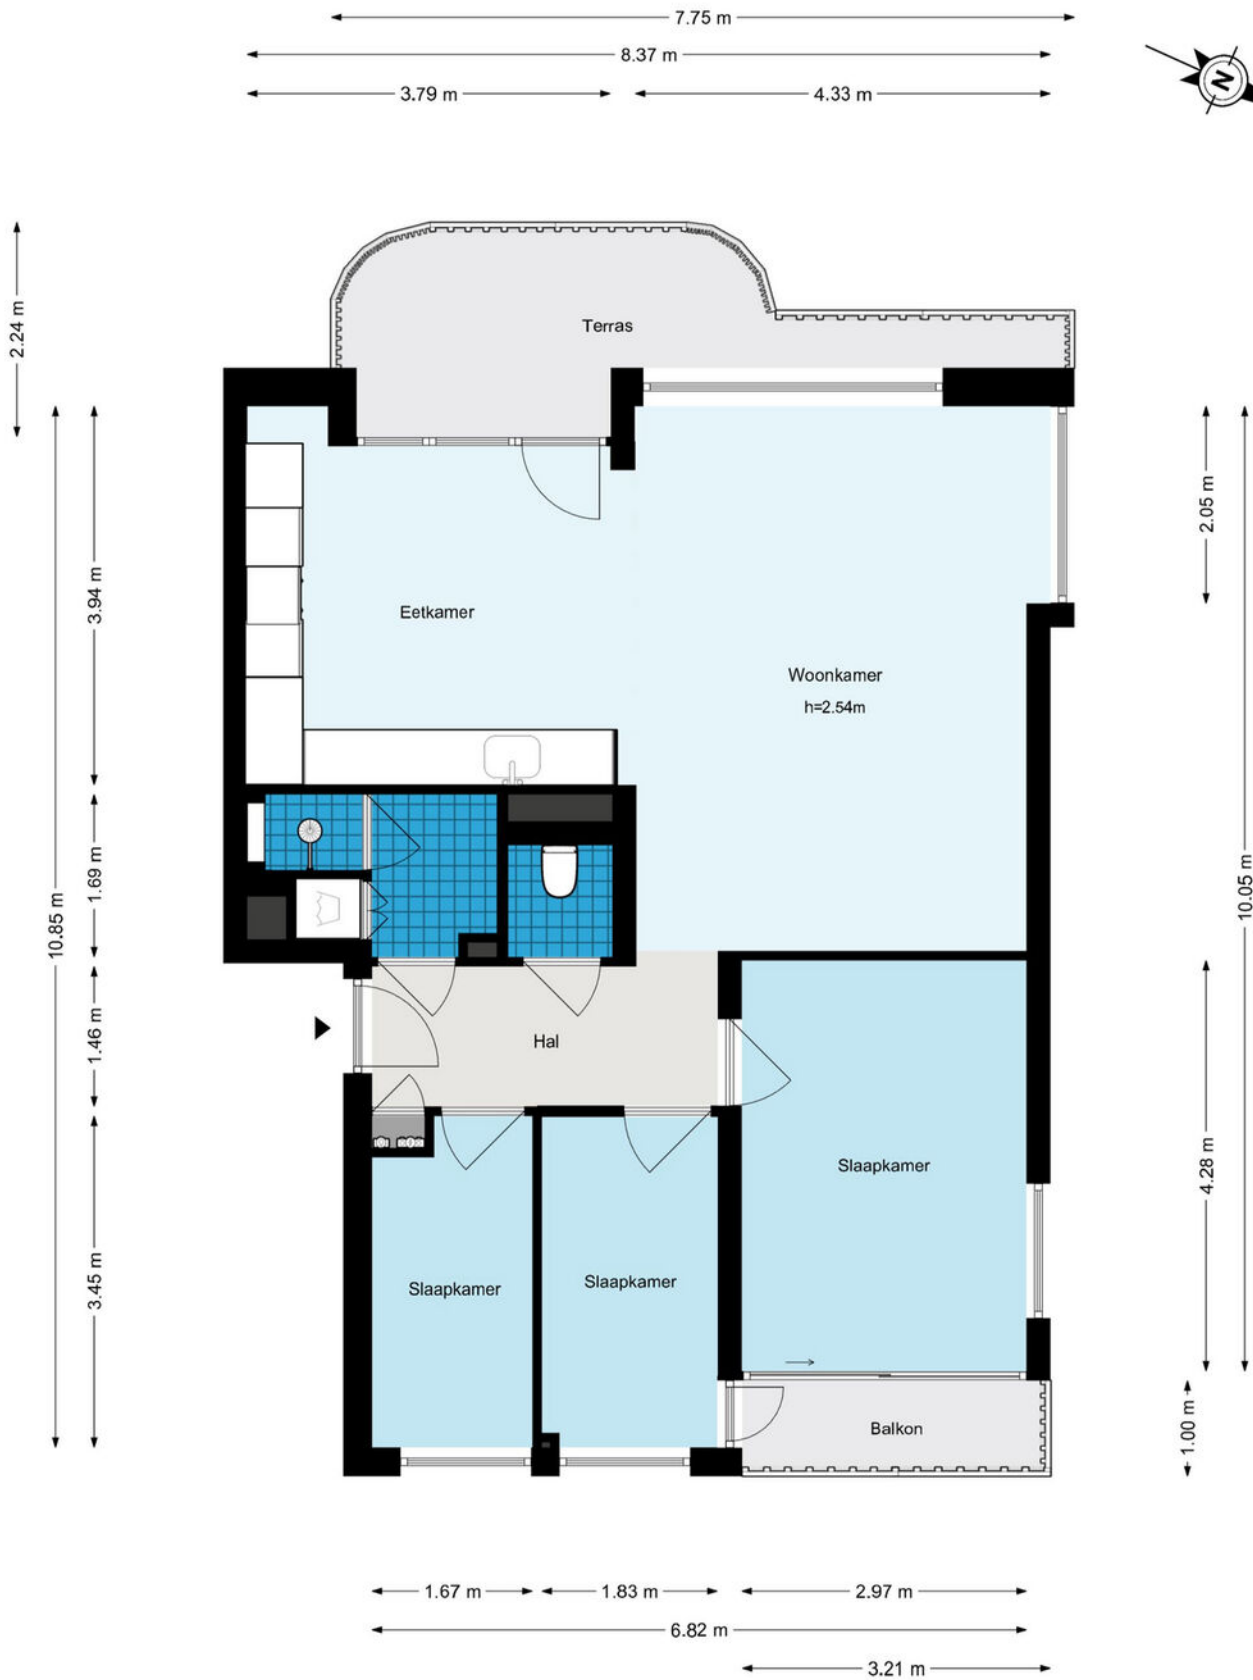 7.75 m
8.37 m
3.79 m
4.33 m
N
2.24 m
Terras
2.05 m
3.94 m
Eetkamer
Woonkamer
h=2.54m
1.69 m
10.85 m
10.05 m
1.46 m
Hal
4.28 m
Slaapkamer
3.45 m
Slaapkamer
Slaapkamer
Balkon
1.00 m
1.67 m
1.83 m
2.97 m
6.82 m
3.21 m